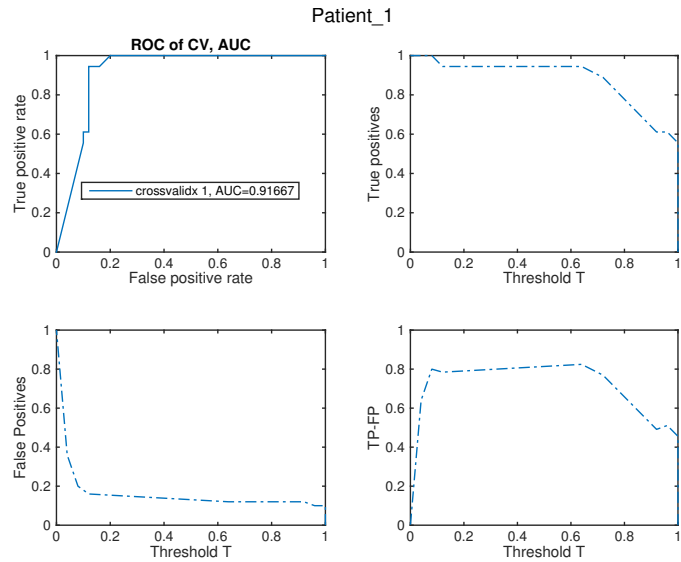 Patient_1
ROC of CV, AUC
True positive rate
1
0.8
0.6
0.4
0.2
0
crossvalidx 1, AUC=0.91667
0 0.2 0.4 0.6 0.8 1
False positive rate
True positives
1
0.8
0.6
0.4
0.2
0
0 0.2 0.4 0.6 0.8 1
Threshold T
False Positives
1
0.8
0.6
0.4
0.2
0
0 0.2 0.4 0.6 0.8 1
Threshold T
TP-FP
1
0.8
0.6
0.4
0.2
0
0 0.2 0.4 0.6 0.8 1
Threshold T